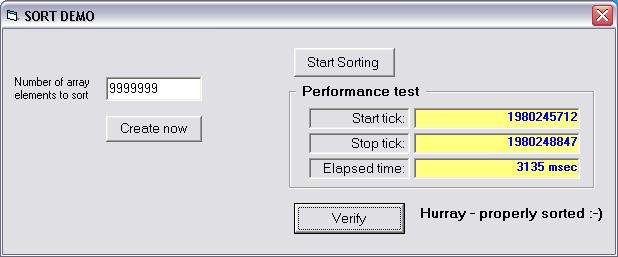 SORT DEMO
Number of array
elements to sort
9999999
Create now
Start Sorting
Performance test
Start tick: 1980245712
Stop tick: 1980248847
Elapsed time: 3135 msec
Verify
Hurray - properly sorted :-)